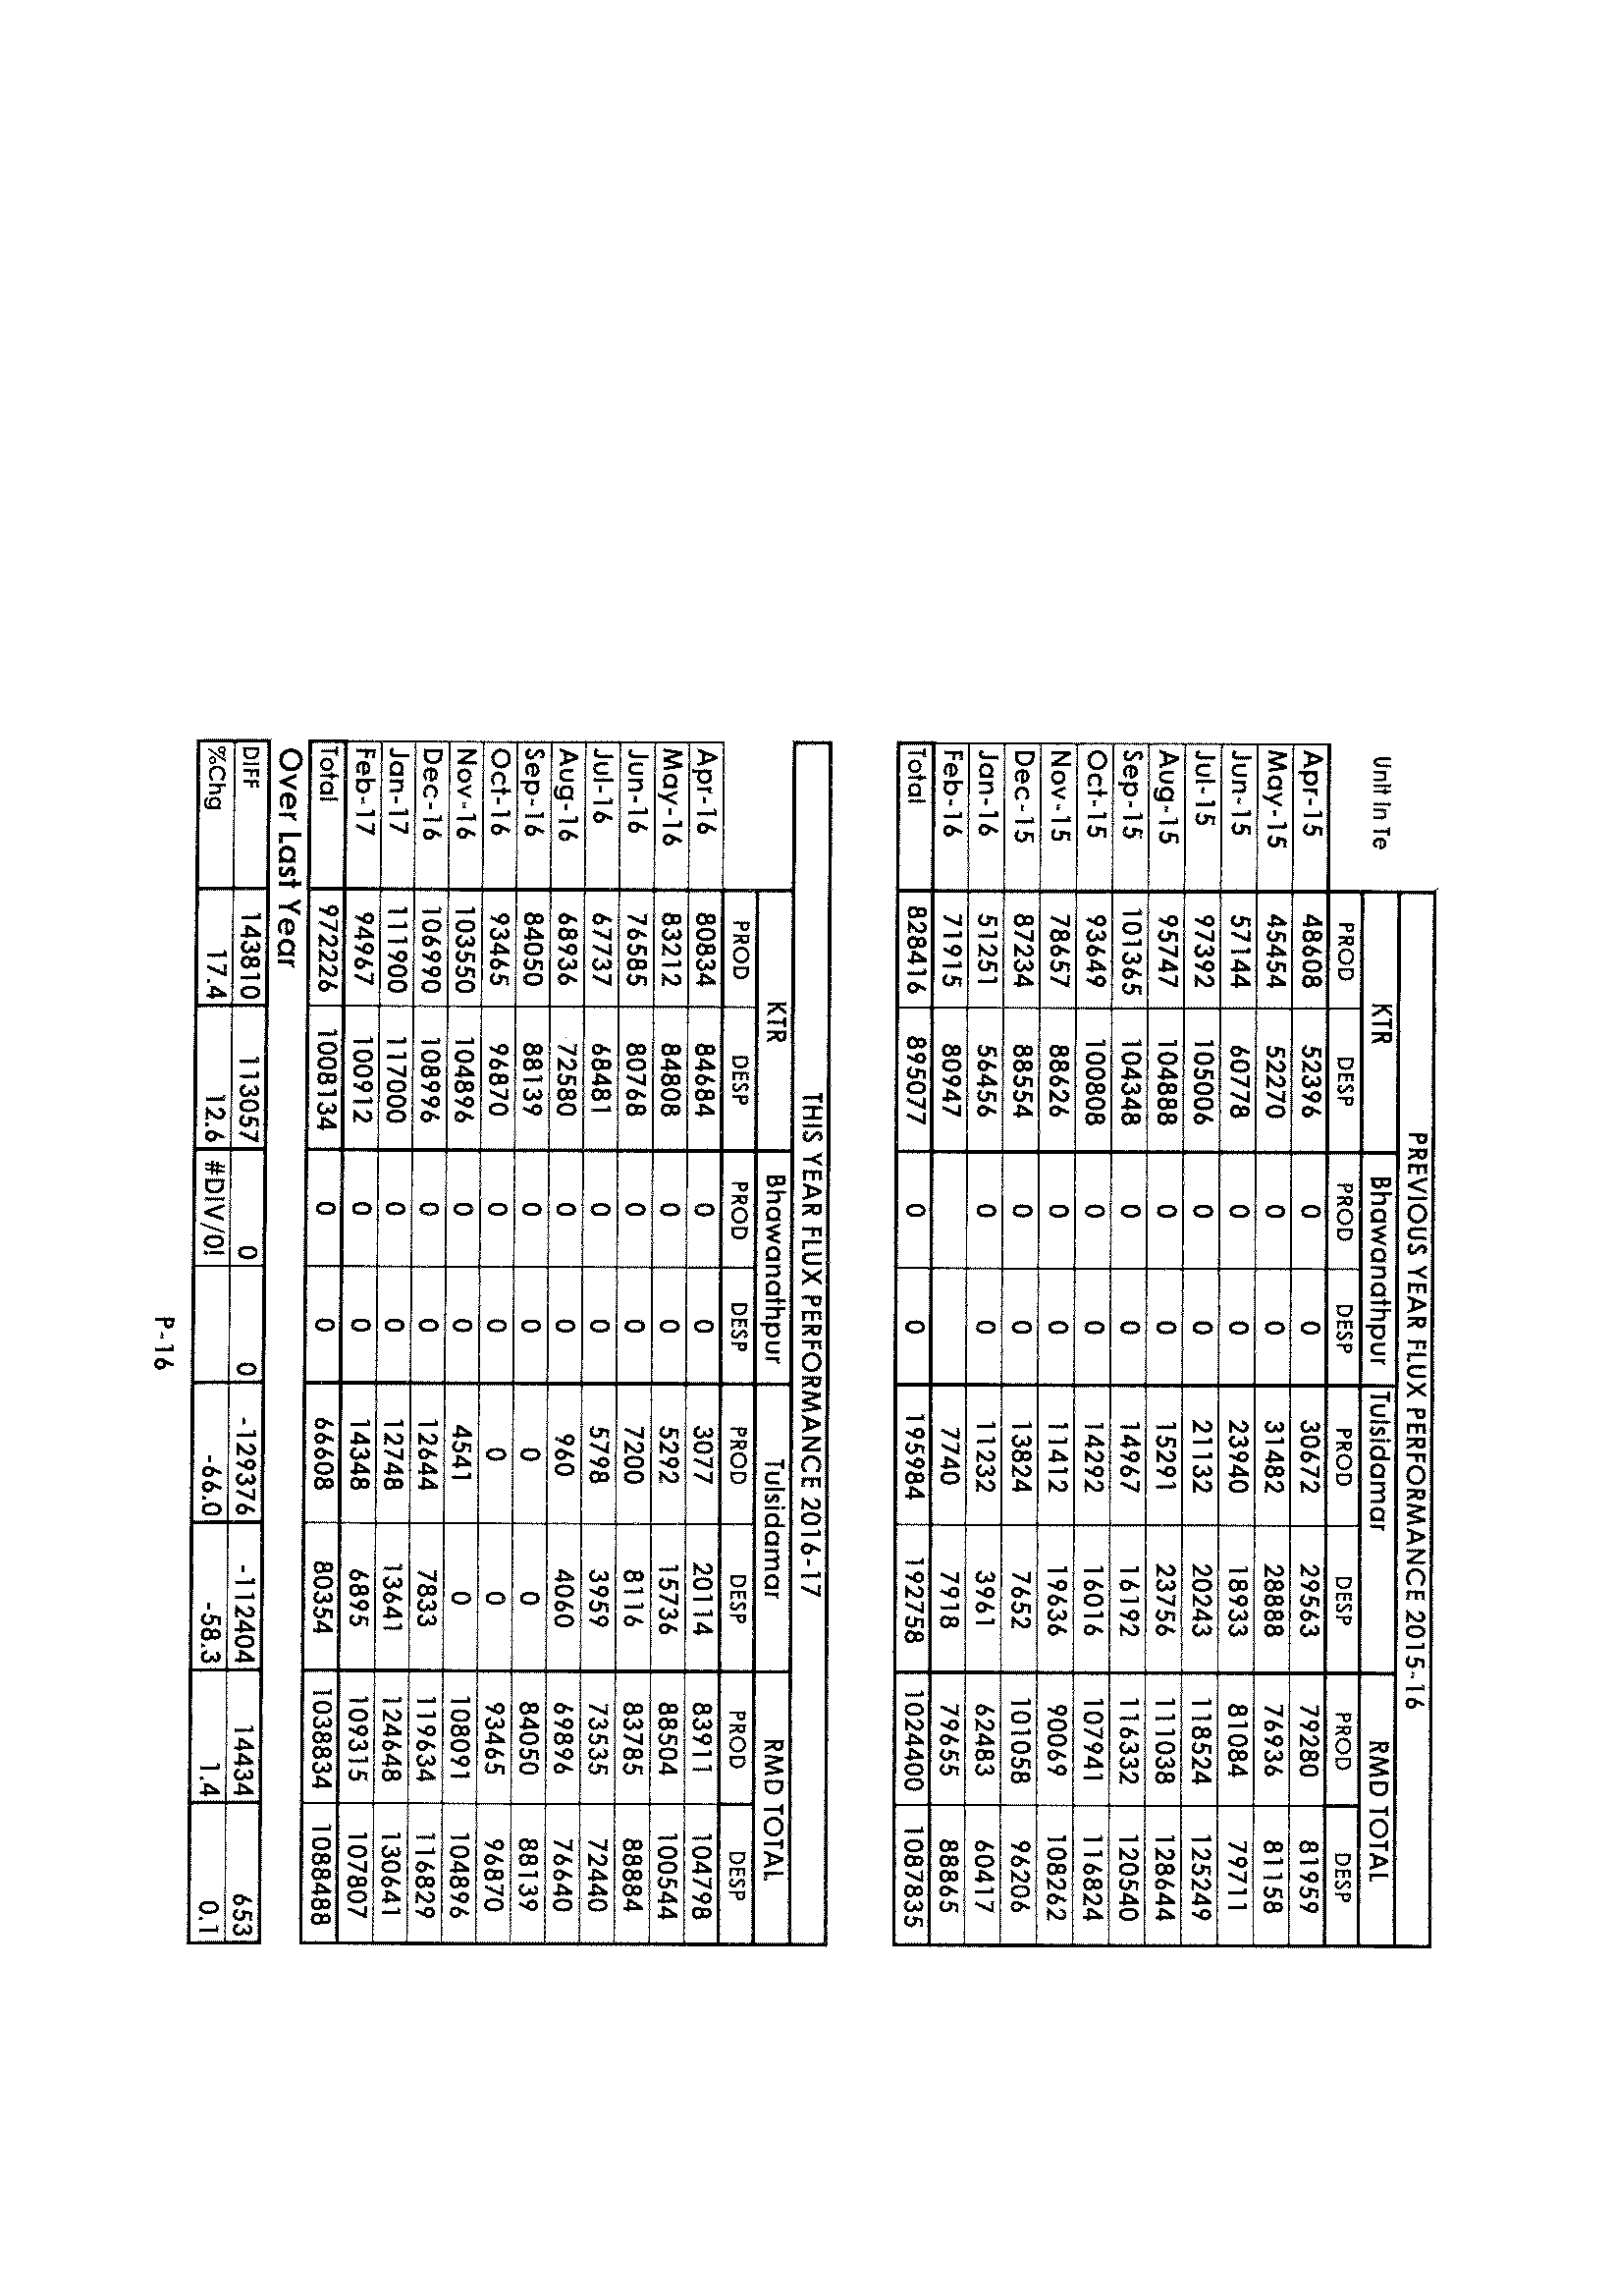 PREVIOUS YEAR FLUX PERFORMANCE 2015-16
Unit in Te KTR Bhawanathpur Tulsidamar RMD TOTAL
PROD DESP PROD DESP PROD DESP PROD DESP
Apr-15 48608 52396 0 0 30672 29563 79280 81959
May-15 45454 52270 0 0 31482 28888 76936 81158
Jun-15 57144 60778 0 0 23940 18933 81084 79711
Jul-15 97392 105006 0 0 21132 20243 118524 125249
Aug-15 95747 104888 0 0 15291 23756 111038 128644
Sep-15 101365 104348 0 0 14967 16192 116332 120540
Oct-15 93649 100808 0 0 14292 16016 107941 116824
Nov-15 78657 88626 0 0 11412 19636 90069 108262
Dec-15 87234 88554 0 0 13824 7652 101058 96206
Jan-16 51251 56456 0 0 11232 3961 62483 60417
Feb-16 71915 80947 7740 7918 79655 88865
Total 828416 895077 0 0 195984 192758 1024400 1087835
THIS YEAR FLUX PERFORMANCE 2016-17
KTR Bhawanathpur Tulsidamar RMD TOTAL
PROD DESP PROD DESP PROD DESP PROD DESP
Apr-16 80834 84684 0 0 3077 20114 83911 104798
May-16 83212 84808 0 0 5292 15736 88504 100544
Jun-16 76585 80768 0 0 7200 8116 83785 88884
Jul-16 67737 68481 0 0 5798 3959 73535 72440
Aug-16 68936 72580 0 0 960 4060 69896 76640
Sep-16 84050 88139 0 0 0 0 84050 88139
Oct-16 93465 96870 0 0 0 0 93465 96870
Nov-16 103550 104896 0 0 4541 0 108091 104896
Dec-16 106990 108996 0 0 12644 7833 119634 116829
Jan-17 111900 117000 0 0 12748 13641 124648 130641
Feb-17 94967 100912 0 0 14348 6895 109315 107807
Total 972226 1008134 0 0 66608 80354 1038834 1088488
Over Last Year
DIFF 143810 113057 0 0 -129376 -112404 14434 653
%Chg 17.4 12.6 #DIV/0! -66.0 -58.3 1.4 0.1
P-16